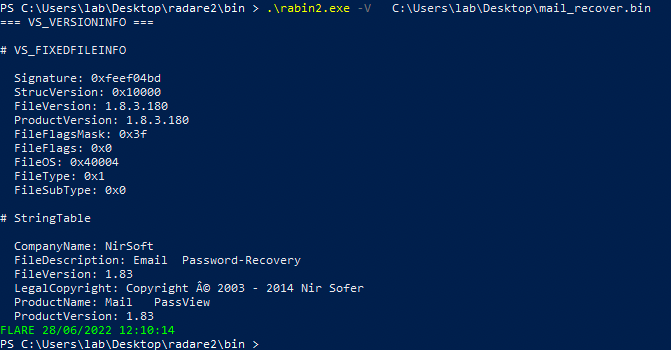 PS C:\Users\lab\Desktop\radare2\bin > .\rabin2.exe -V   C:\Users\lab\Desktop\mail_recover.bin
=== VS_VERSIONINFO ===
# VS_FIXEDFILEINFO
  Signature: 0xfeef04bd
  StrucVersion: 0x10000
  FileVersion: 1.8.3.180
  ProductVersion: 1.8.3.180
  FileFlagsMask: 0x3f
  FileFlags: 0x0
  FileOS: 0x40004
  FileType: 0x1
  FileSubType: 0x0
# StringTable
  CompanyName: NirSoft
  FileDescription: Email  Password-Recovery
  FileVersion: 1.83
  LegalCopyright: Copyright Â© 2003 - 2014 Nir Sofer
  ProductName: Mail   PassView
  ProductVersion: 1.83
FLARE 28/06/2022 12:10:14
PS C:\Users\lab\Desktop\radare2\bin >